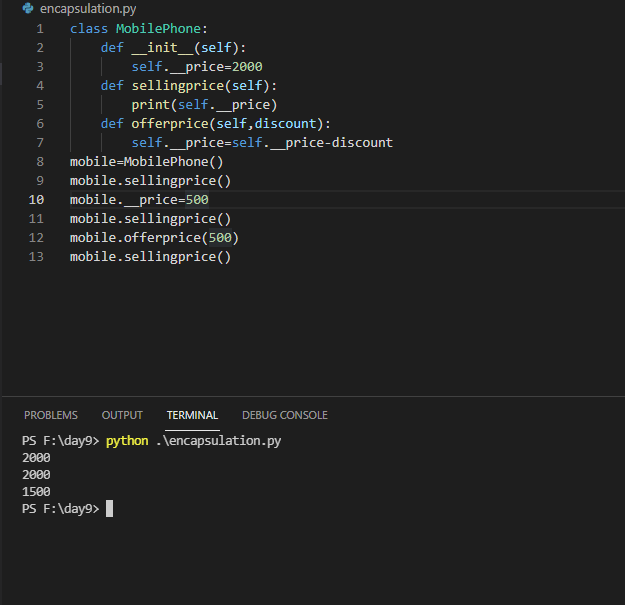 encapsulation.py
1 class MobilePhone:
2     def __init__(self):
3         self.__price=2000
4     def sellingprice(self):
5         print(self.__price)
6     def offerprice(self,discount):
7         self.__price=self.__price-discount
8 mobile=MobilePhone()
9 mobile.sellingprice()
10 mobile.__price=500
11 mobile.sellingprice()
12 mobile.offerprice(500)
13 mobile.sellingprice()
PROBLEMS OUTPUT TERMINAL DEBUG CONSOLE
PS F:\day9> python .\encapsulation.py
2000
2000
1500
PS F:\day9>